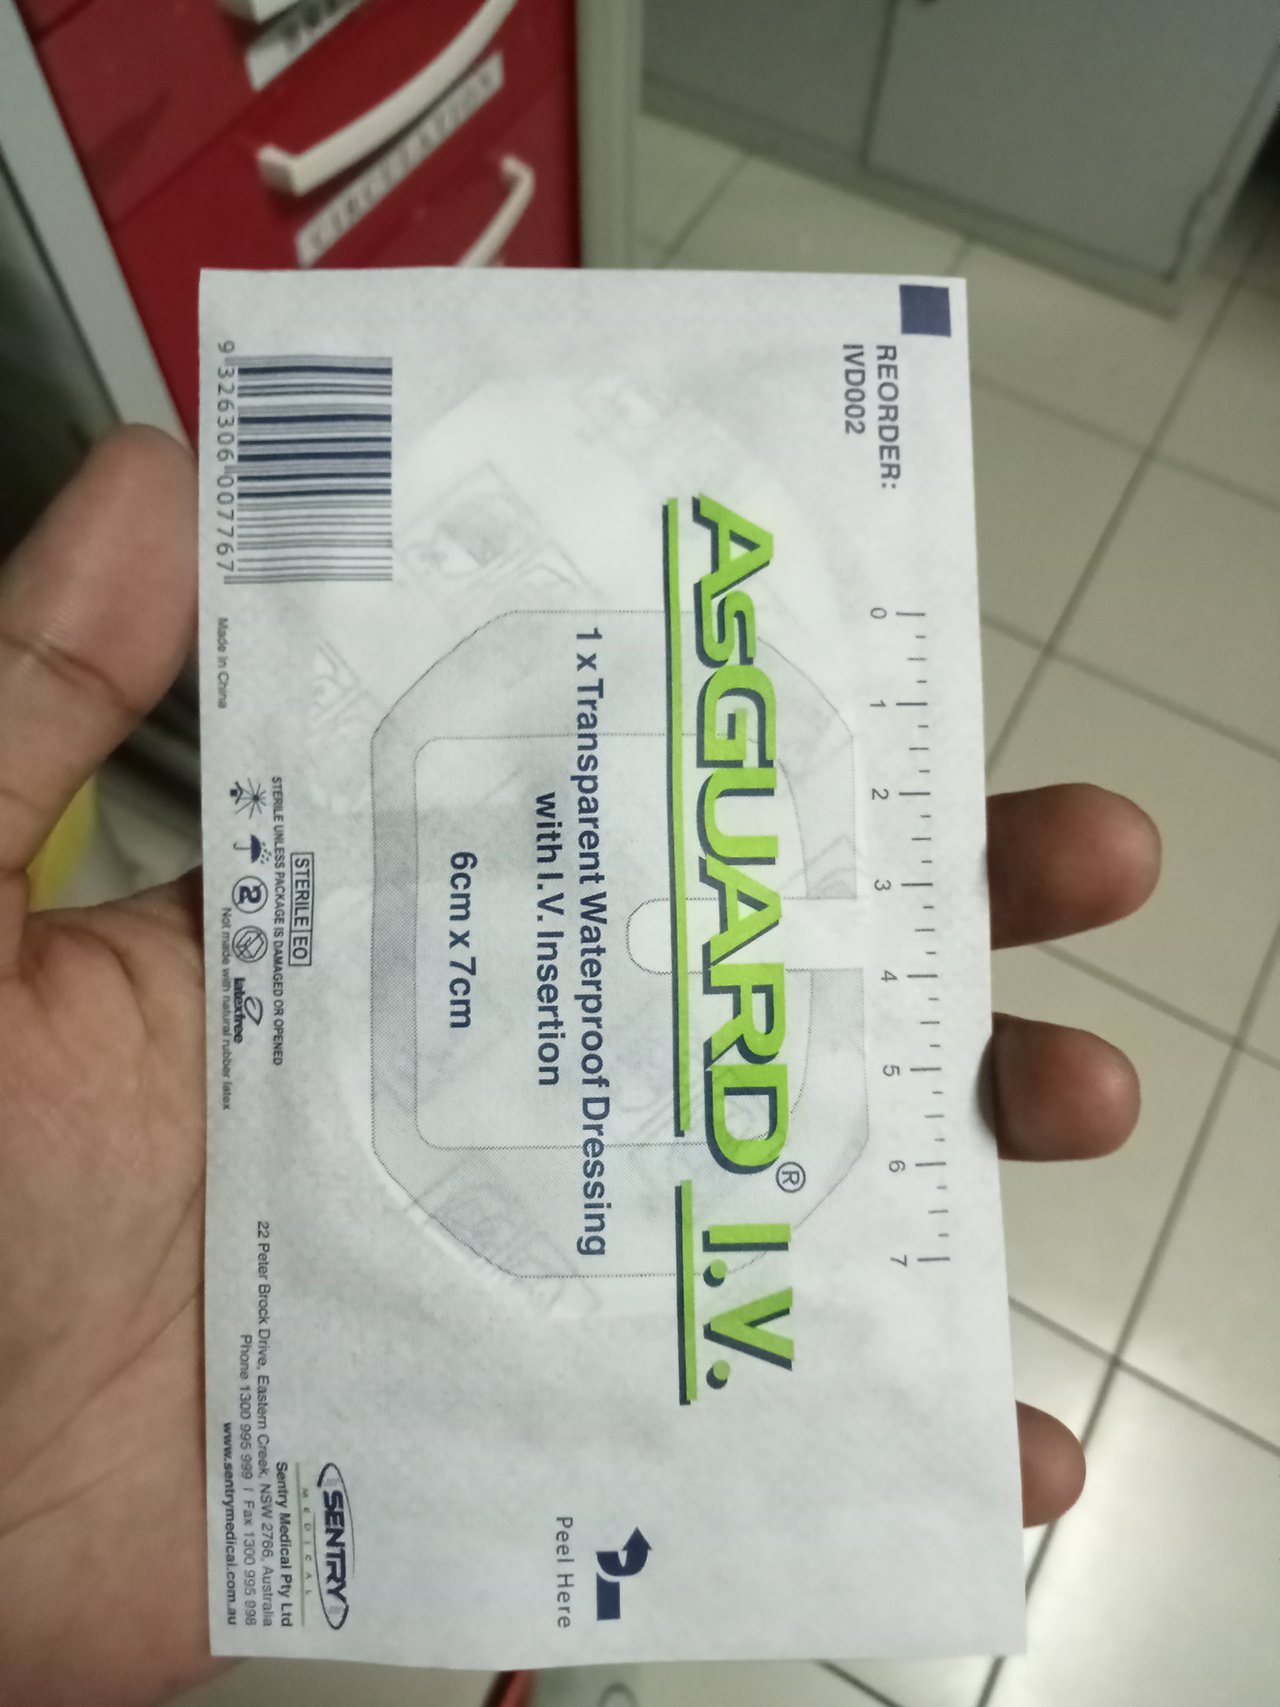 REORDER:
IVD002
0 1 2 3 4 5 6 7
ASGUARD® I.V.
1 x Transparent Waterproof Dressing
with I.V. Insertion
6cm x 7cm
Peel Here
9 326306 007767
Made in China
STERILE EO
STERILE UNLESS PACKAGE IS DAMAGED OR OPENED
2
latexfree
Not made with natural rubber latex
SENTRY
MEDICAL
Sentry Medical Pty Ltd
22 Peter Brock Drive, Eastern Creek, NSW 2766, Australia
Phone 1300 995 999 | Fax 1300 995 998
www.sentrymedical.com.au